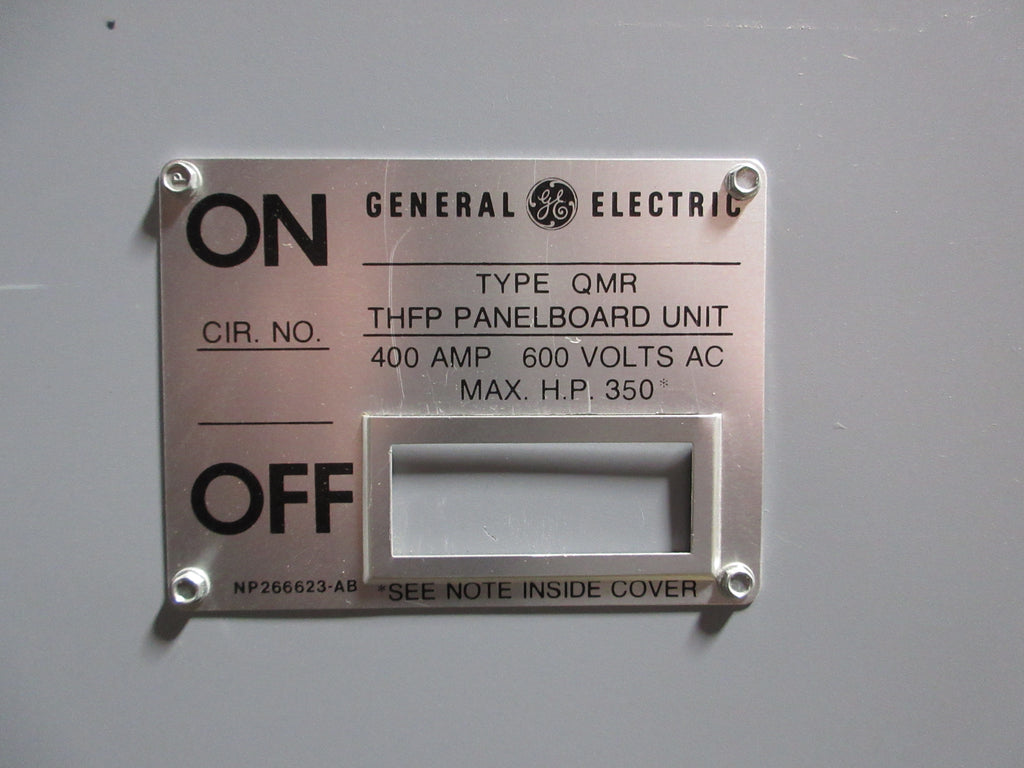 ON
GENERAL GE ELECTRIC
TYPE QMR
THFP PANELBOARD UNIT
CIR. NO.
400 AMP 600 VOLTS AC
MAX. H.P. 350*
OFF
NP266623-AB
*SEE NOTE INSIDE COVER
P